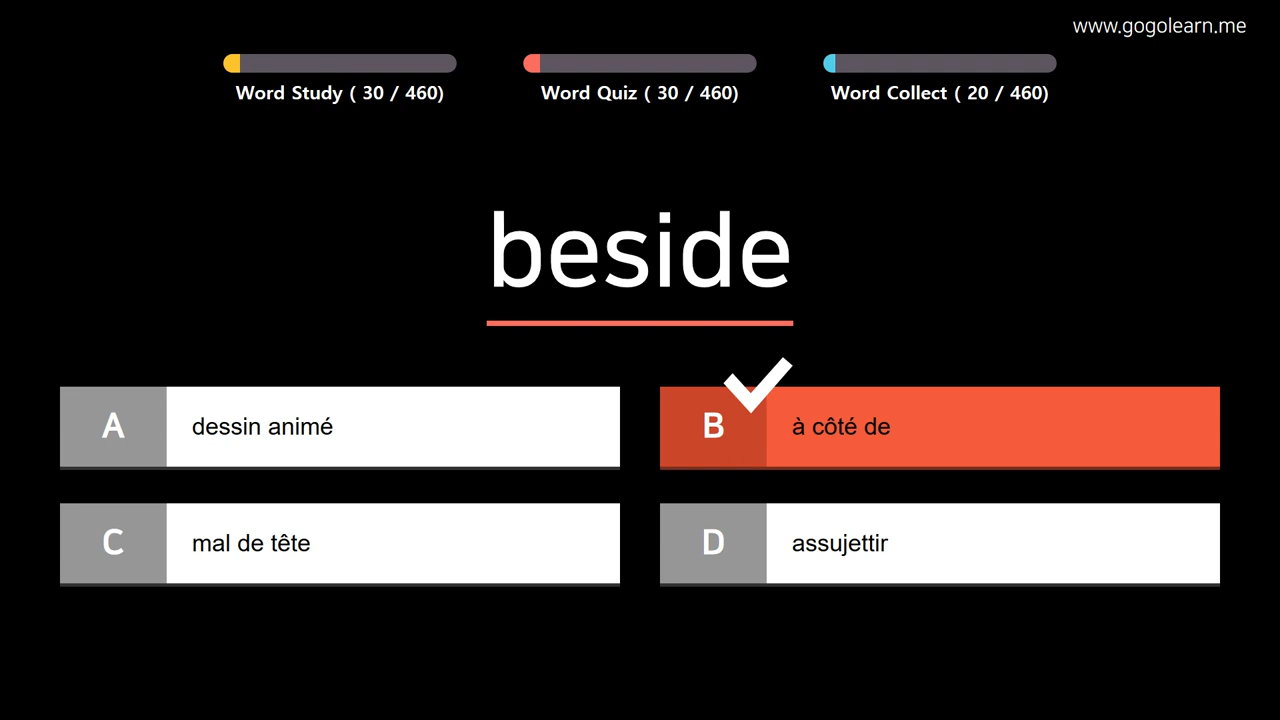 www.gogolearn.me
Word Study ( 30 / 460)
Word Quiz ( 30 / 460)
Word Collect ( 20 / 460)
beside
A dessin animé
B à côté de
C mal de tête
D assujettir